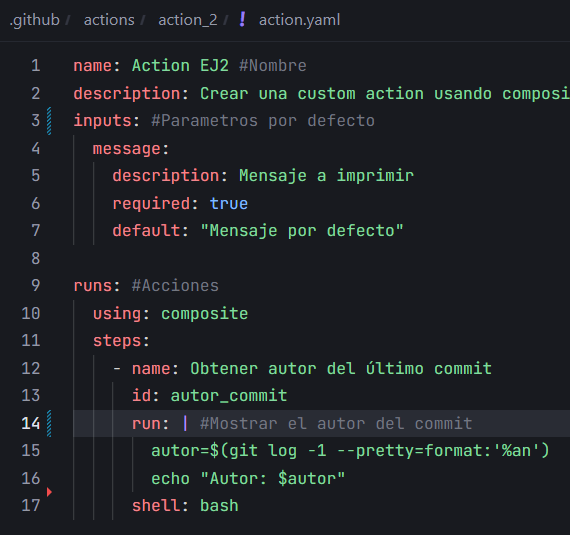 .github / actions / action_2 / ! action.yaml
1 name: Action EJ2 #Nombre
2 description: Crear una custom action usando composi
3 inputs: #Parametros por defecto
4 message:
5 description: Mensaje a imprimir
6 required: true
7 default: "Mensaje por defecto"
8
9 runs: #Acciones
10 using: composite
11 steps:
12 - name: Obtener autor del último commit
13 id: autor_commit
14 run: | #Mostrar el autor del commit
15 autor=$(git log -1 --pretty=format:'%an')
16 echo "Autor: $autor"
17 shell: bash